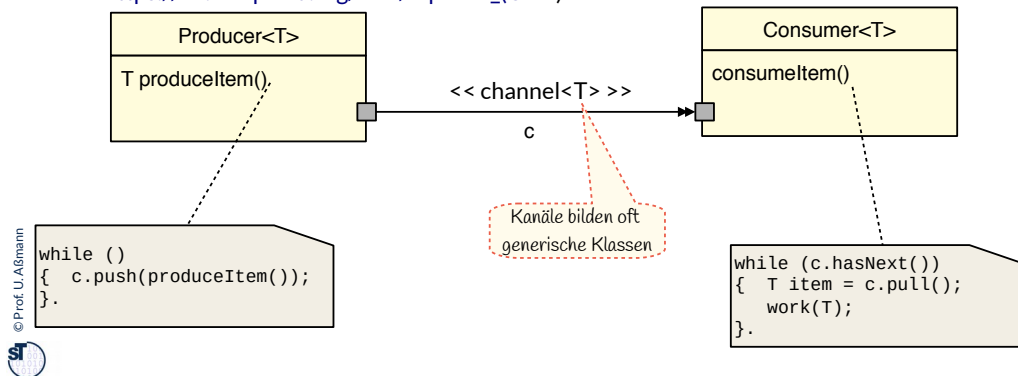 Producer<T>
T produceItem()
<< channel<T> >>
c
Consumer<T>
consumeItem()
Kanäle bilden oft
generische Klassen
while ()
{ c.push(produceItem());
}.
while (c.hasNext())
{ T item = c.pull();
work(T);
}.
© Prof. U. Aßmann
ST